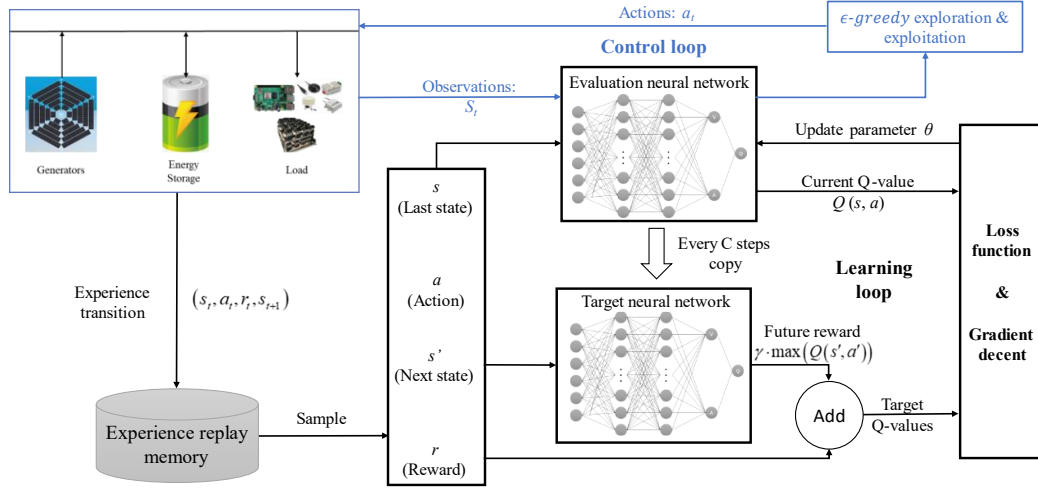 Actions: a_t
ϵ-greedy exploration &
exploitation
Control loop
Generators
Energy
Storage
Load
Observations:
S_t
Evaluation neural network
Update parameter θ
Current Q-value
Q (s, a)
s
(Last state)
a
(Action)
s’
(Next state)
r
(Reward)
Every C steps
copy
Learning
loop
Loss
function
&
Gradient
decent
Experience
transition
(s_t, a_t, r_t, s_{t+1})
Target neural network
Future reward
γ·max(Q(s′, a′))
Add
Target
Q-values
Experience replay
memory
Sample